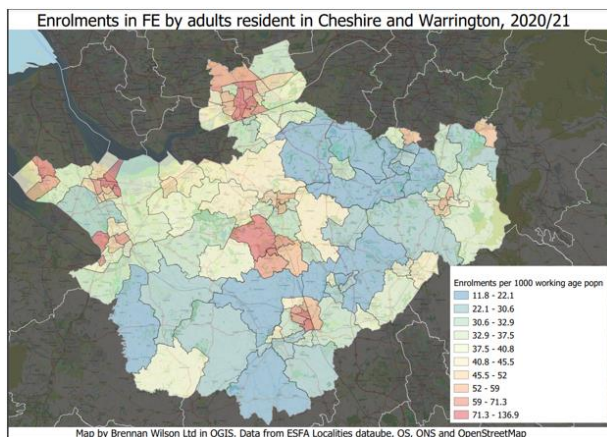 Enrolments in FE by adults resident in Cheshire and Warrington, 2020/21
Enrolments per 1000 working age popn
11.8 - 22.1
22.1 - 30.6
30.6 - 32.9
32.9 - 37.5
37.5 - 40.8
40.8 - 45.5
45.5 - 52
52 - 59
59 - 71.3
71.3 - 136.9
Map by Brennan Wilson Ltd in QGIS. Data from ESFA Localities datacube, OS, ONS and OpenStreetMap